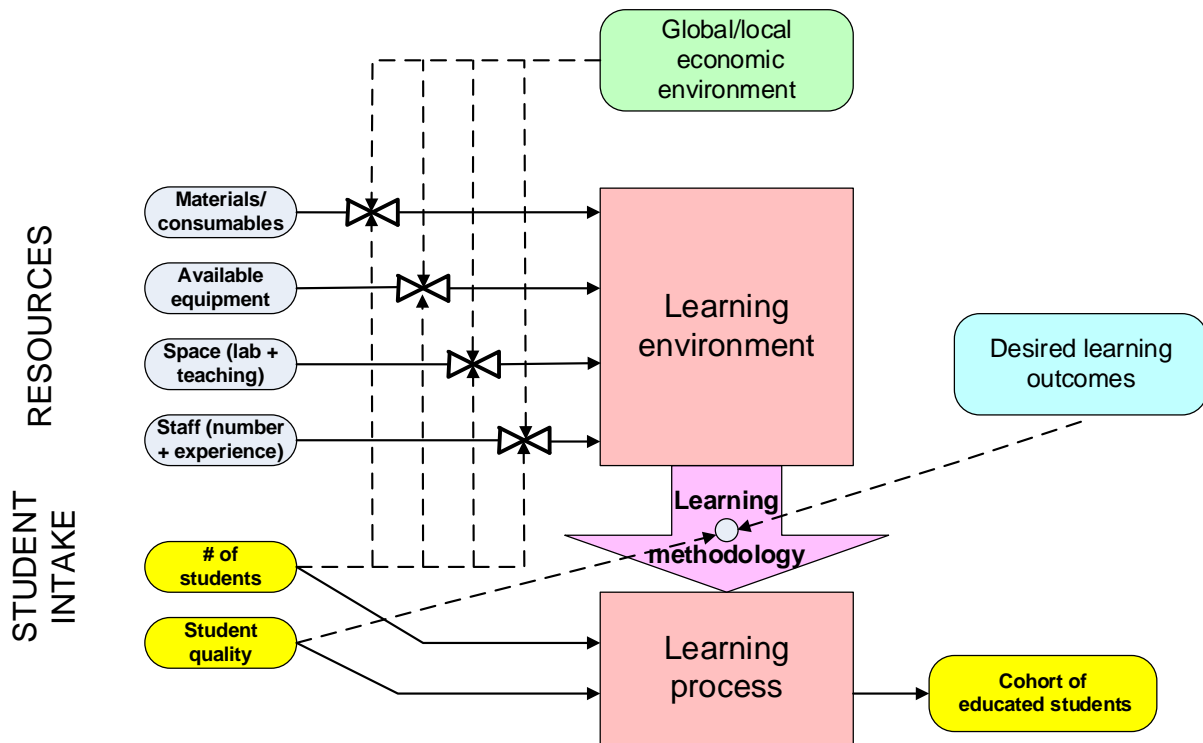 Global/local
economic
environment
RESOURCES
Materials/
consumables
Available
equipment
Space (lab +
teaching)
Staff (number
+ experience)
Learning
environment
Desired learning
outcomes
Learning
methodology
STUDENT
INTAKE
# of
students
Student
quality
Learning
process
Cohort of
educated students